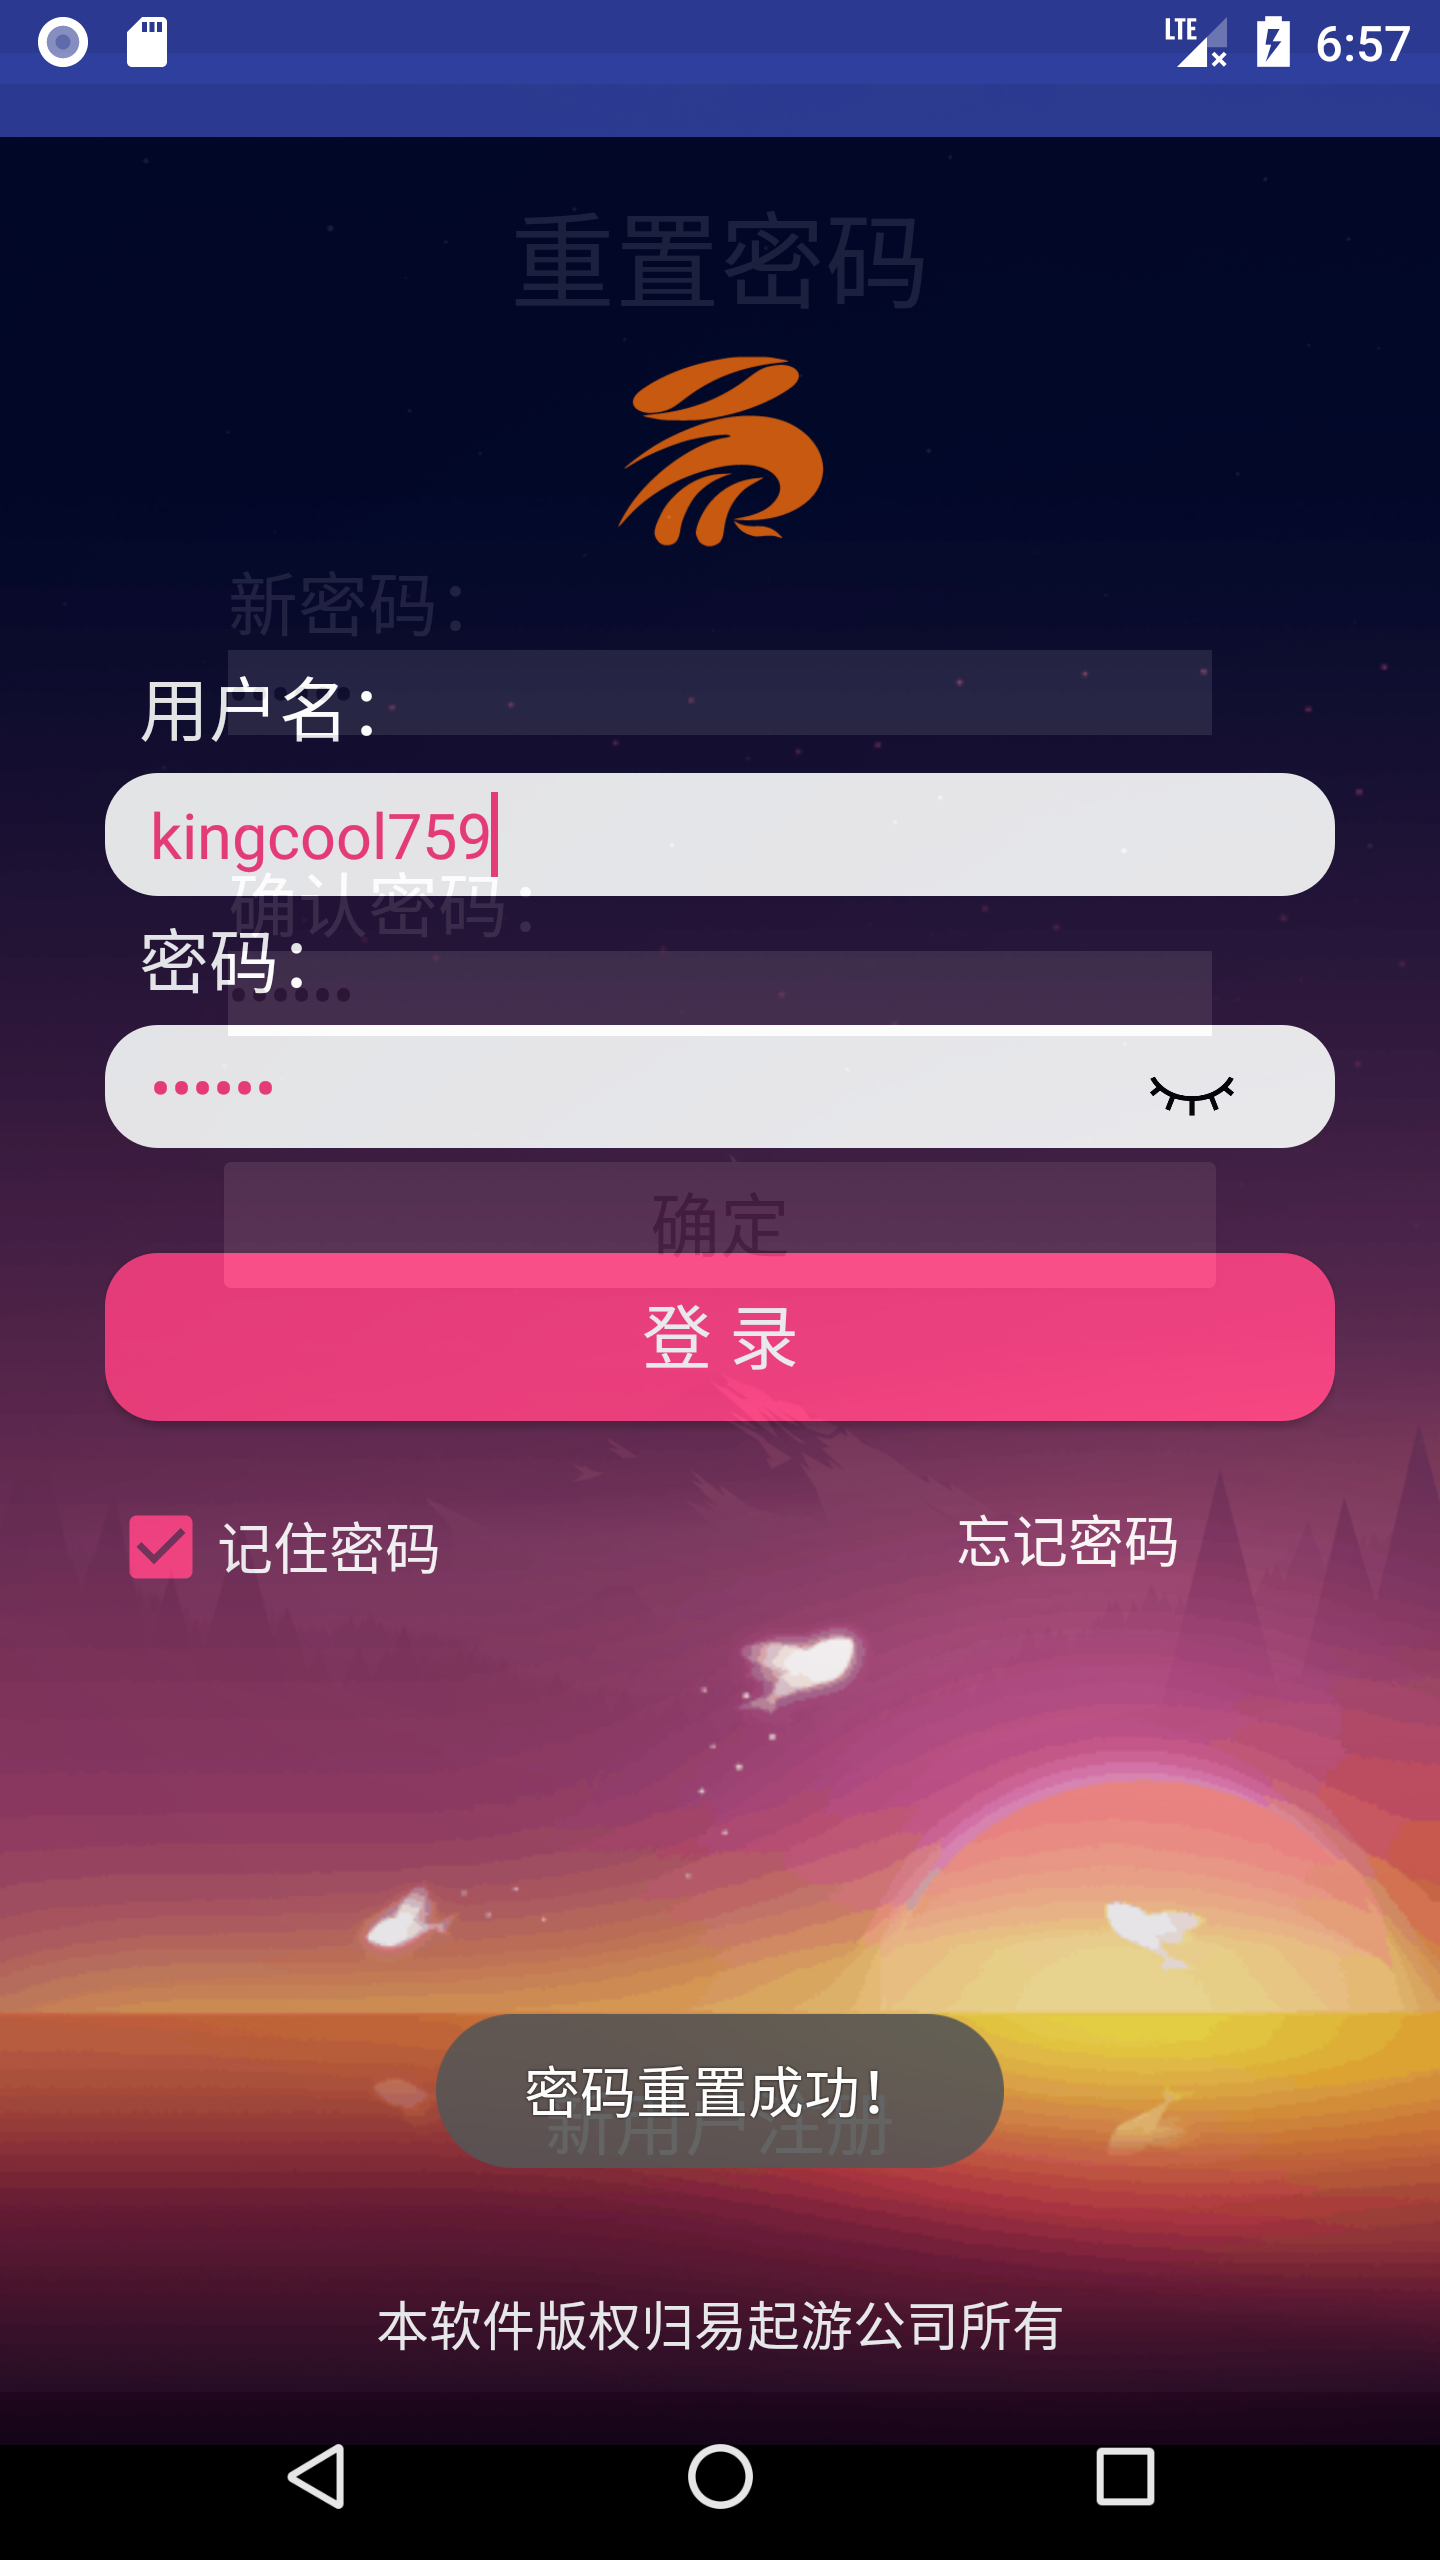 LTE 6:57
重置密码
新密码：
用户名：
kingcool759
确认密码：
密码：
确定
登 录
记住密码
忘记密码
密码重置成功！
新用户注册
本软件版权归易起游公司所有